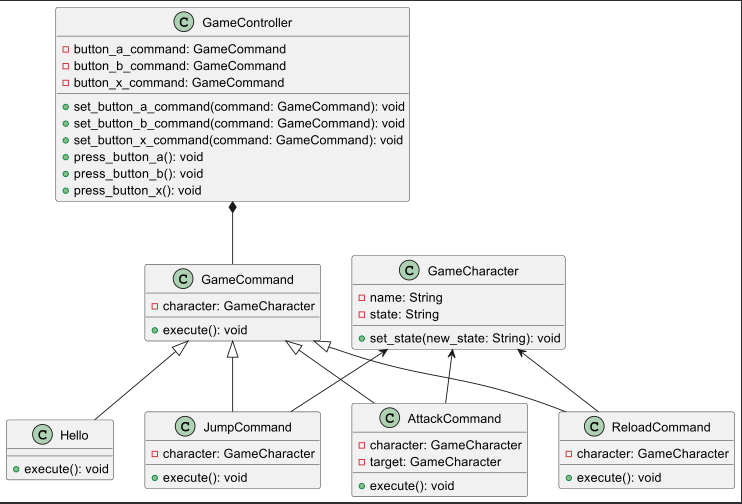 C GameController
button_a_command: GameCommand
button_b_command: GameCommand
button_x_command: GameCommand
set_button_a_command(command: GameCommand): void
set_button_b_command(command: GameCommand): void
set_button_x_command(command: GameCommand): void
press_button_a(): void
press_button_b(): void
press_button_x(): void
C GameCommand
character: GameCharacter
execute(): void
C GameCharacter
name: String
state: String
set_state(new_state: String): void
C Hello
execute(): void
C JumpCommand
character: GameCharacter
execute(): void
C AttackCommand
character: GameCharacter
target: GameCharacter
execute(): void
C ReloadCommand
character: GameCharacter
execute(): void